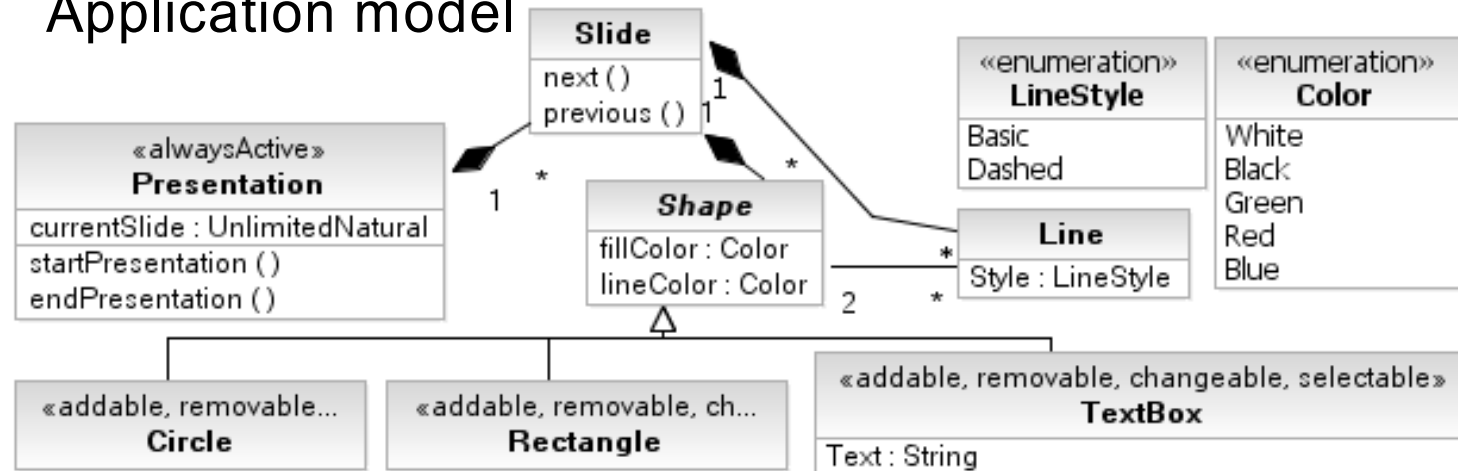 Application model
Slide
next ( )
previous ( )
1
1
*
*
*
«alwaysActive»
Presentation
currentSlide : UnlimitedNatural
startPresentation ( )
endPresentation ( )
1
*
Shape
fillColor : Color
lineColor : Color
2
Line
Style : LineStyle
«enumeration»
LineStyle
Basic
Dashed
«enumeration»
Color
White
Black
Green
Red
Blue
«addable, removable...
Circle
«addable, removable, ch...
Rectangle
«addable, removable, changeable, selectable»
TextBox
Text : String